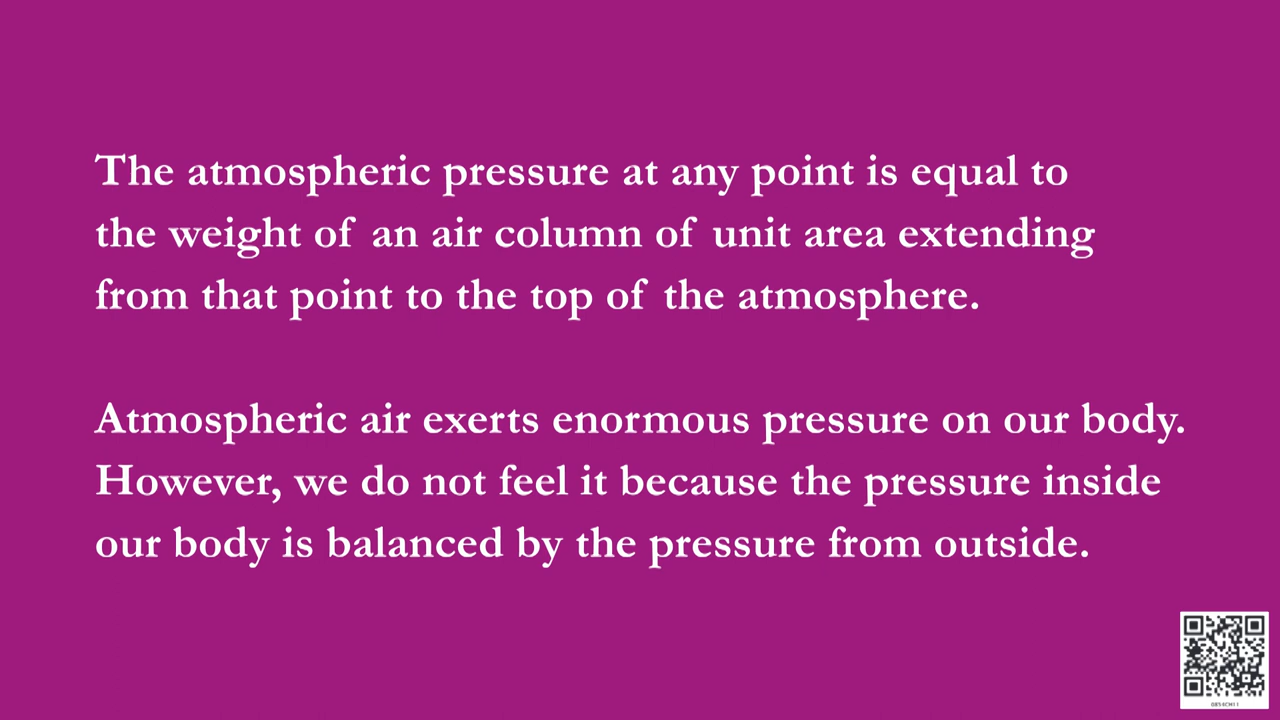 The atmospheric pressure at any point is equal to
the weight of an air column of unit area extending
from that point to the top of the atmosphere.
Atmospheric air exerts enormous pressure on our body.
However, we do not feel it because the pressure inside
our body is balanced by the pressure from outside.